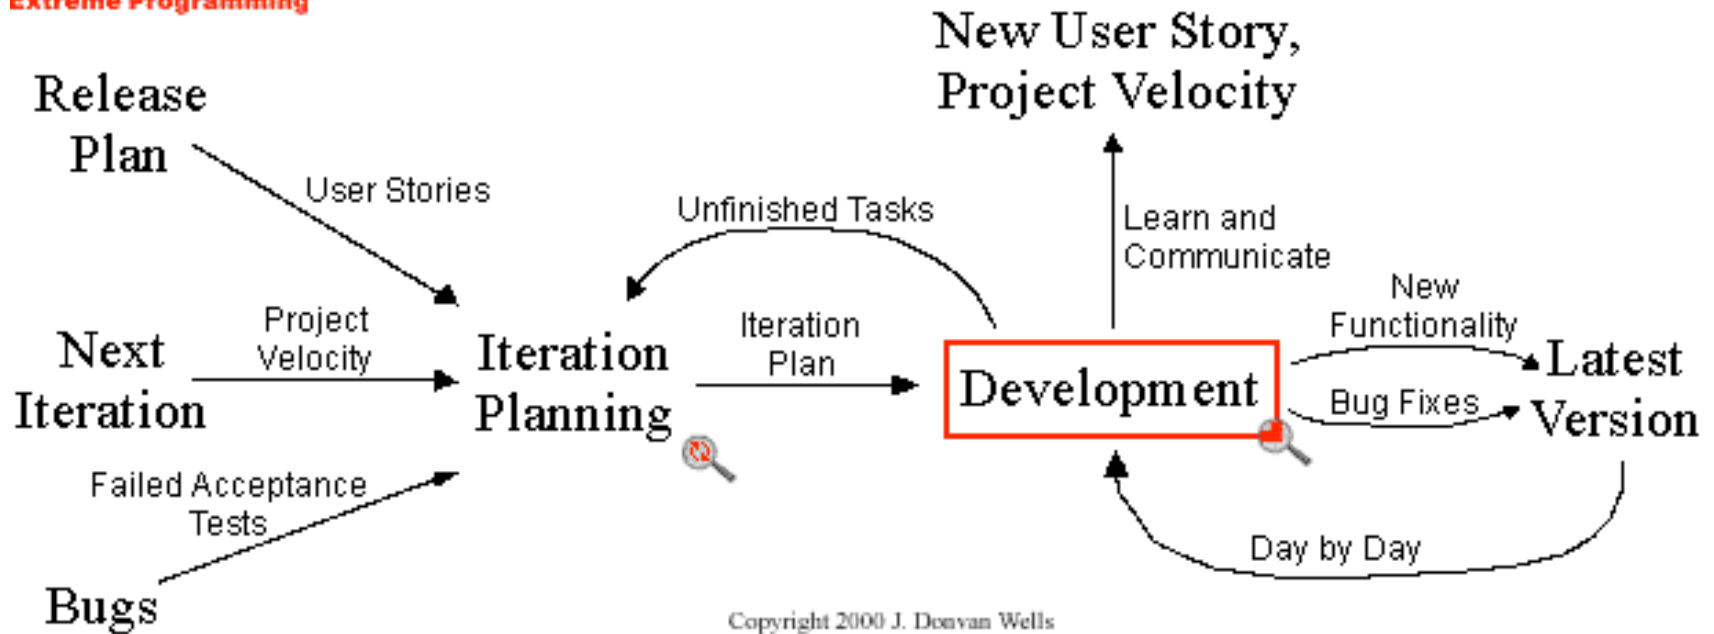 Extreme Programming
New User Story,
Project Velocity
Release
Plan
User Stories
Unfinished Tasks
Learn and
Communicate
New
Functionality
Project
Velocity
Iteration
Plan
Next
Iteration
Iteration
Planning
Development
Latest
Version
Bug Fixes
Failed Acceptance
Tests
Day by Day
Bugs
Copyright 2000 J. Donvan Wells